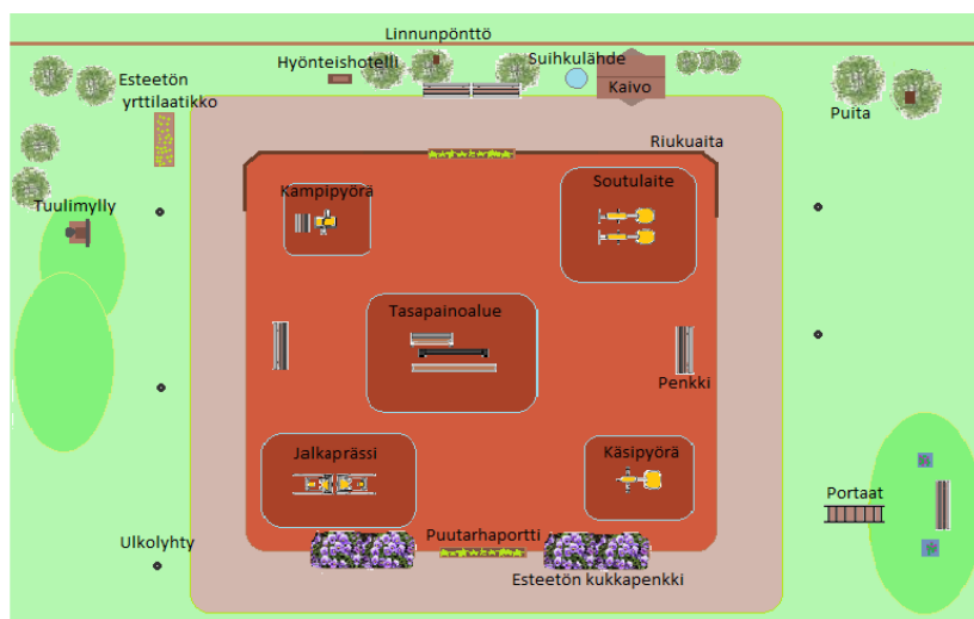 Linnunpönttö
Hyönteishotelli
Suihkulähde
Esteetön
yrttilaatikko
Kaivo
Puita
Riukuaita
Kampipyörä
Soutulaite
Tuulimylly
Tasapainoalue
Penkki
Jalkaprässi
Käsipyörä
Portaat
Puutarhaportti
Ulkolyhty
Esteetön kukkapenkki